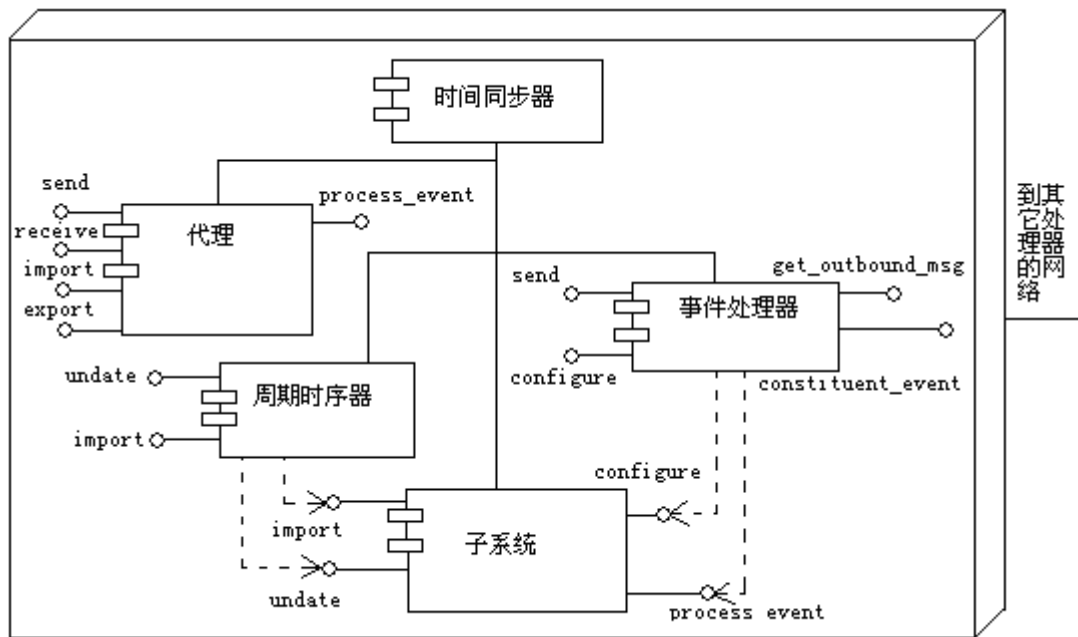 时间同步器
send
process_event
receive
代理
import
export
到其
它处
理器
的网
络
send
get_outbound_msg
事件处理器
configure
constituent_event
undate
周期时序器
import
configure
import
子系统
undate
process event